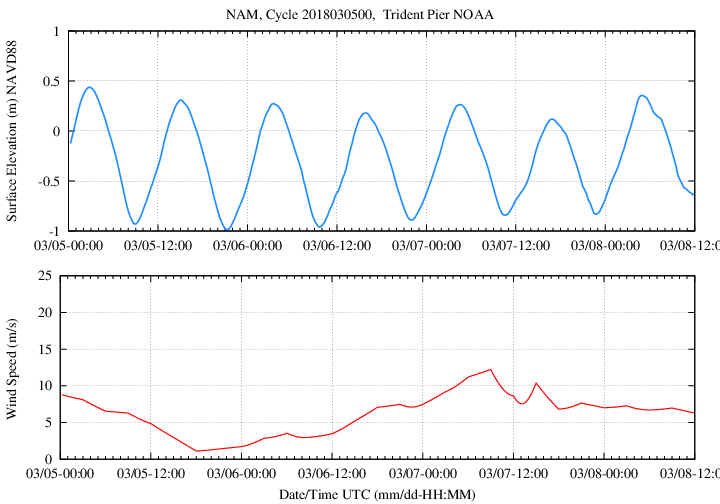 NAM, Cycle 2018030500,  Trident Pier NOAA
Surface Elevation (m) NAVD88
1
0.5
0
-0.5
-1
03/05-00:00 03/05-12:00 03/06-00:00 03/06-12:00 03/07-00:00 03/07-12:00 03/08-00:00 03/08-12:0
Wind Speed (m/s)
25
20
15
10
5
0
03/05-00:00 03/05-12:00 03/06-00:00 03/06-12:00 03/07-00:00 03/07-12:00 03/08-00:00 03/08-12:0
Date/Time UTC (mm/dd-HH:MM)